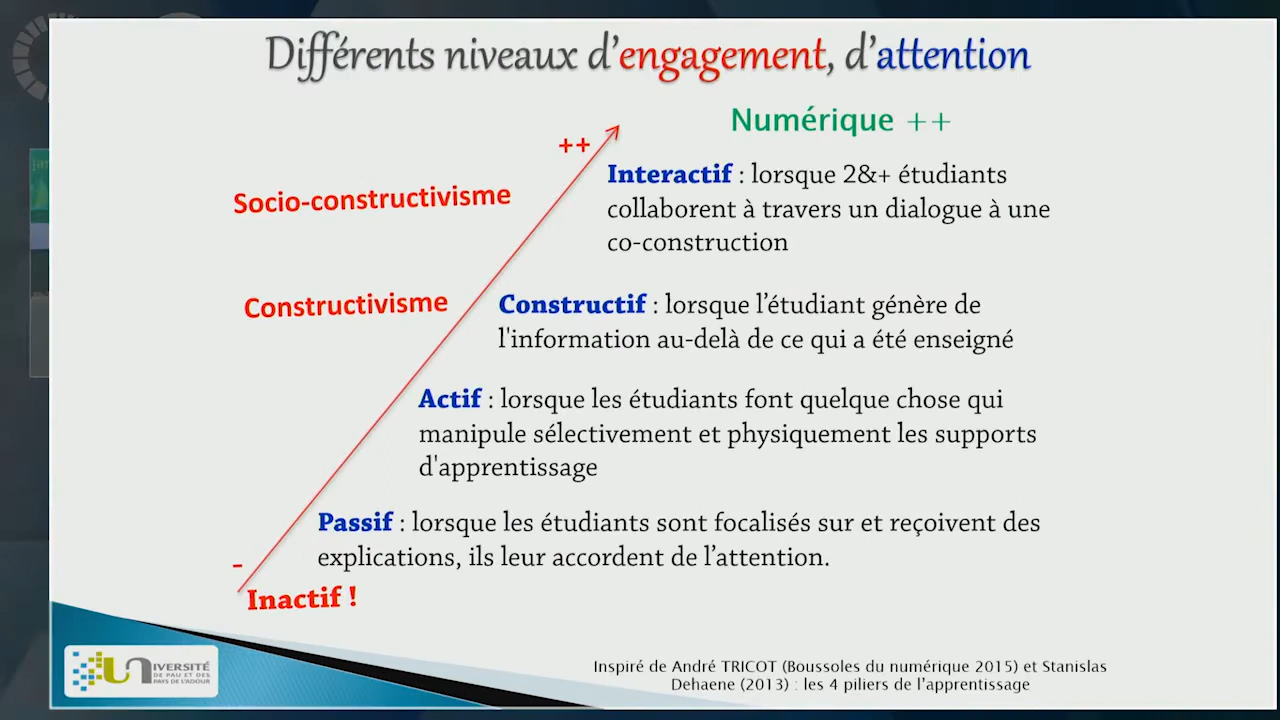 Différents niveaux d’engagement, d’attention
Numérique ++
++
Interactif : lorsque 2&+ étudiants
collaborent à travers un dialogue à une
co-construction
Socio-constructivisme
Constructivisme
Constructif : lorsque l’étudiant génère de
l'information au-delà de ce qui a été enseigné
Actif : lorsque les étudiants font quelque chose qui
manipule sélectivement et physiquement les supports
d'apprentissage
Passif : lorsque les étudiants sont focalisés sur et reçoivent des
explications, ils leur accordent de l’attention.
-
Inactif !
UNIVERSITÉ
DE PAU ET DES
PAYS DE L'ADOUR
Inspiré de André TRICOT (Boussoles du numérique 2015) et Stanislas
Dehaene (2013) : les 4 piliers de l’apprentissage